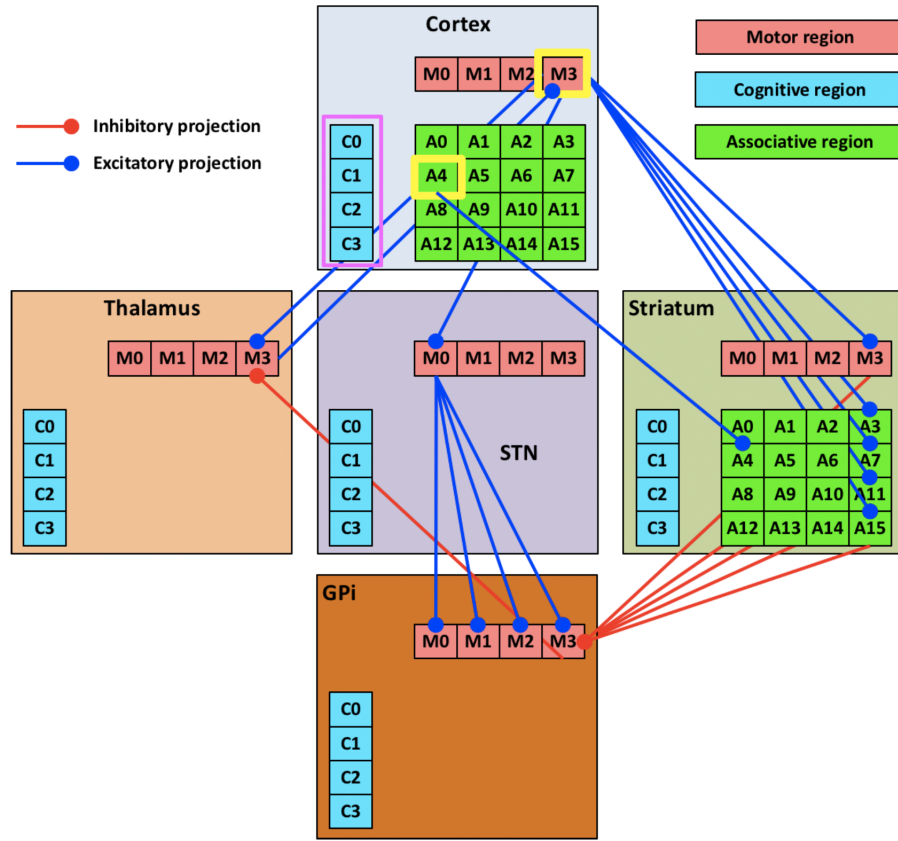 Cortex
M0 M1 M2 M3
C0
C1
C2
C3
A0 A1 A2 A3
A4 A5 A6 A7
A8 A9 A10 A11
A12 A13 A14 A15
Motor region
Cognitive region
Associative region
Inhibitory projection
Excitatory projection
Thalamus
M0 M1 M2 M3
C0
C1
C2
C3
M0 M1 M2 M3
C0
C1
C2
C3
STN
Striatum
M0 M1 M2 M3
C0
C1
C2
C3
A0 A1 A2 A3
A4 A5 A6 A7
A8 A9 A10 A11
A12 A13 A14 A15
GPi
M0 M1 M2 M3
C0
C1
C2
C3